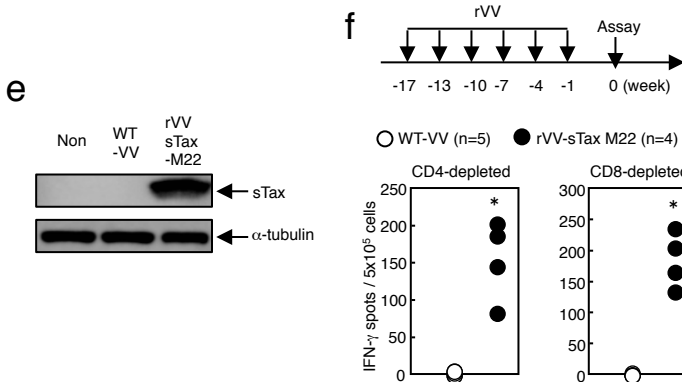 f
rVV
Assay
-17 -13 -10 -7 -4 -1 0 (week)
e
Non
WT
-VV
rVV
sTax
-M22
sTax
α-tubulin
WT-VV (n=5) rVV-sTax M22 (n=4)
CD4-depleted
IFN-γ spots / 5x10⁵ cells
250
200
150
100
50
0
*
CD8-depleted
300
250
200
150
100
50
0
*